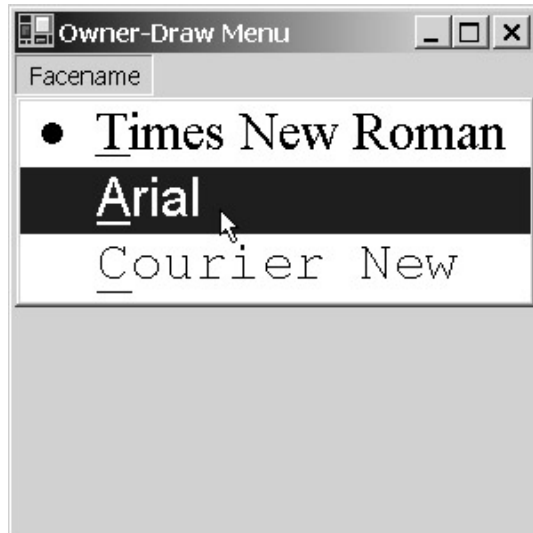 Owner-Draw Menu
Facename
Times New Roman
Arial
Courier New